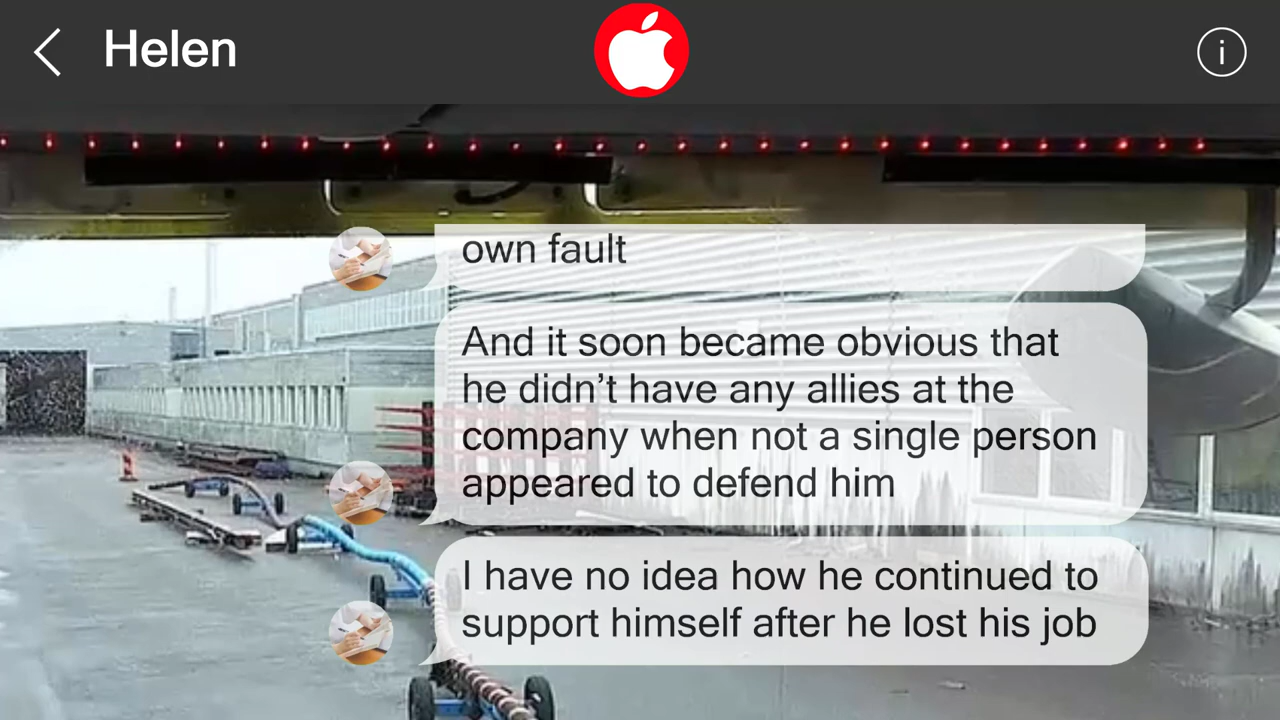 Helen
i
own fault
And it soon became obvious that
he didn’t have any allies at the
company when not a single person
appeared to defend him
I have no idea how he continued to
support himself after he lost his job